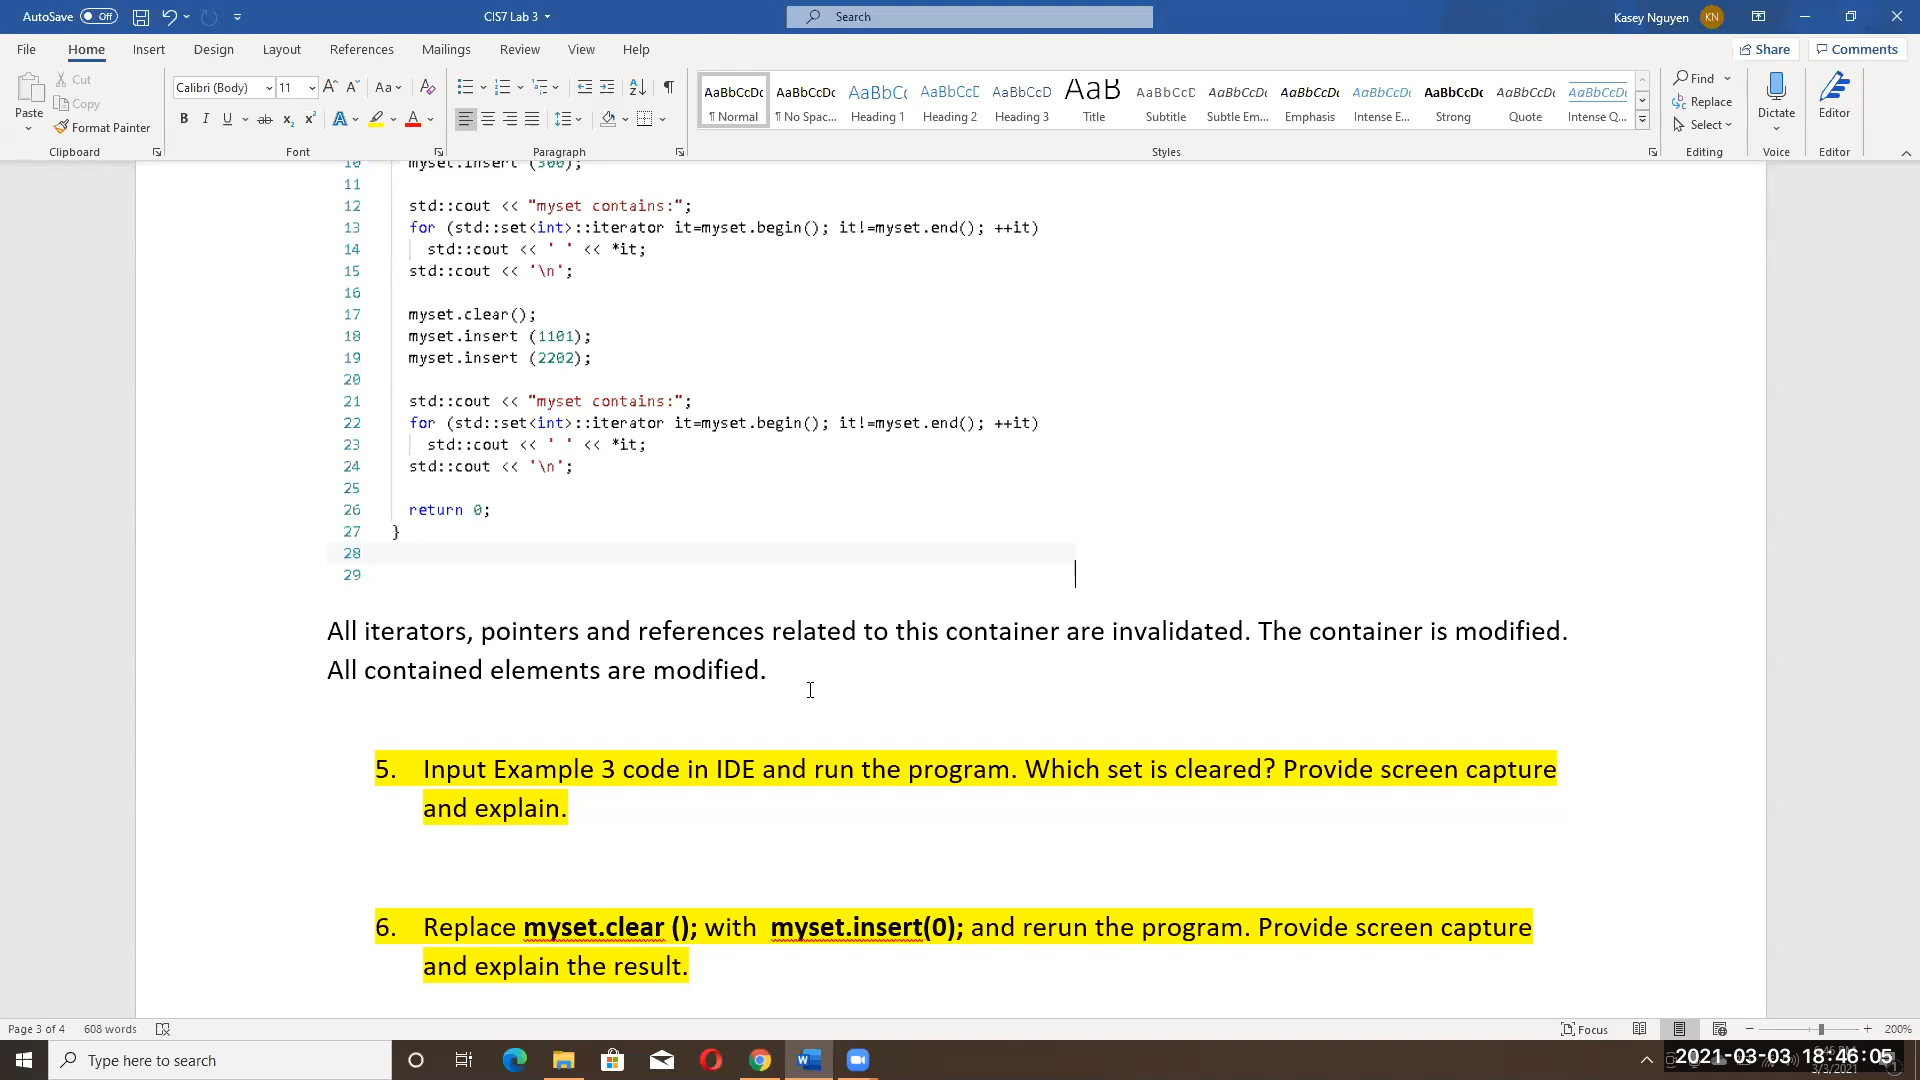 AutoSave Off CIS7 Lab 3 Search Kasey Nguyen KN
File Home Insert Design Layout References Mailings Review View Help Share Comments
Paste Cut Copy Format Painter
Calibri (Body) 11 Aa
AaBbCcDc AaBbCcDc AaBbCc AaBbCcD AaBbCcD AaB AaBbCcD AaBbCcDc AaBbCcDc AaBbCcDc AaBbCcDc AaBbCcDc AaBbCcDc
¶ Normal ¶ No Spac... Heading 1 Heading 2 Heading 3 Title Subtitle Subtle Em... Emphasis Intense E... Strong Quote Intense Q...
Find Replace Select Dictate Editor
Clipboard Font Paragraph Styles Editing Voice Editor
10 myset.insert (300);
11
12 std::cout << "myset contains:";
13 for (std::set<int>::iterator it=myset.begin(); it!=myset.end(); ++it)
14 std::cout << ' ' << *it;
15 std::cout << '\n';
16
17 myset.clear();
18 myset.insert (1101);
19 myset.insert (2202);
20
21 std::cout << "myset contains:";
22 for (std::set<int>::iterator it=myset.begin(); it!=myset.end(); ++it)
23 std::cout << ' ' << *it;
24 std::cout << '\n';
25
26 return 0;
27 }
28
29
All iterators, pointers and references related to this container are invalidated. The container is modified.
All contained elements are modified.
5. Input Example 3 code in IDE and run the program. Which set is cleared? Provide screen capture
and explain.
6. Replace myset.clear (); with myset.insert(0); and rerun the program. Provide screen capture
and explain the result.
Page 3 of 4 608 words Focus 200%
Type here to search
2021-03-03 18:46:05
3/3/2021